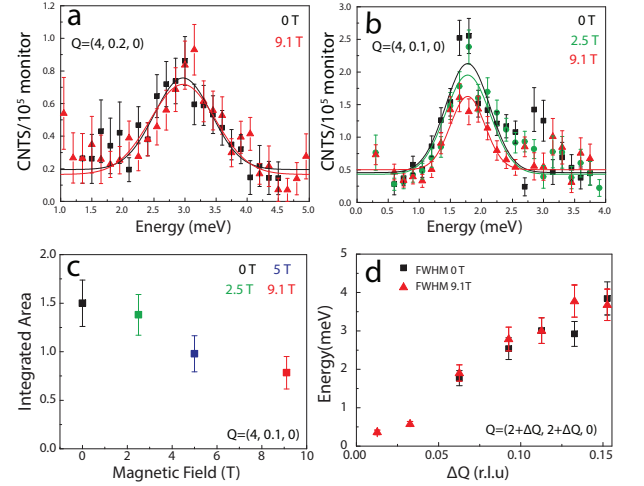 a
0 T
9.1 T
Q=(4, 0.2, 0)
CNTS/10⁵ monitor
1.2
1.0
0.8
0.6
0.4
0.2
0.0
1.0 1.5 2.0 2.5 3.0 3.5 4.0 4.5 5.0
Energy (meV)
b
0 T
2.5 T
9.1 T
Q=(4, 0.1, 0)
CNTS/10⁵ monitor
3.0
2.5
2.0
1.5
1.0
0.5
0.0
0.0 0.5 1.0 1.5 2.0 2.5 3.0 3.5 4.0
Energy (meV)
c
0 T 5 T
2.5 T 9.1 T
Integrated Area
2.0
1.5
1.0
0.5
0.0
Q=(4, 0.1, 0)
0 2 4 6 8 10
Magnetic Field (T)
d
FWHM 0 T
FWHM 9.1T
Energy(meV)
5
4
3
2
1
0
Q=(2+ΔQ, 2+ΔQ, 0)
0.00 0.05 0.10 0.15
ΔQ (r.l.u)